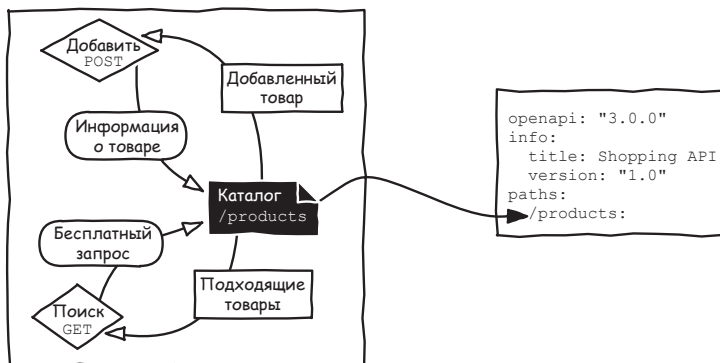 Добавить
POST
Добавленный
товар
Информация
о товаре
Каталог
/products
Бесплатный
запрос
Подходящие
товары
Поиск
GET
openapi: "3.0.0"
info:
  title: Shopping API
  version: "1.0"
paths:
  /products: